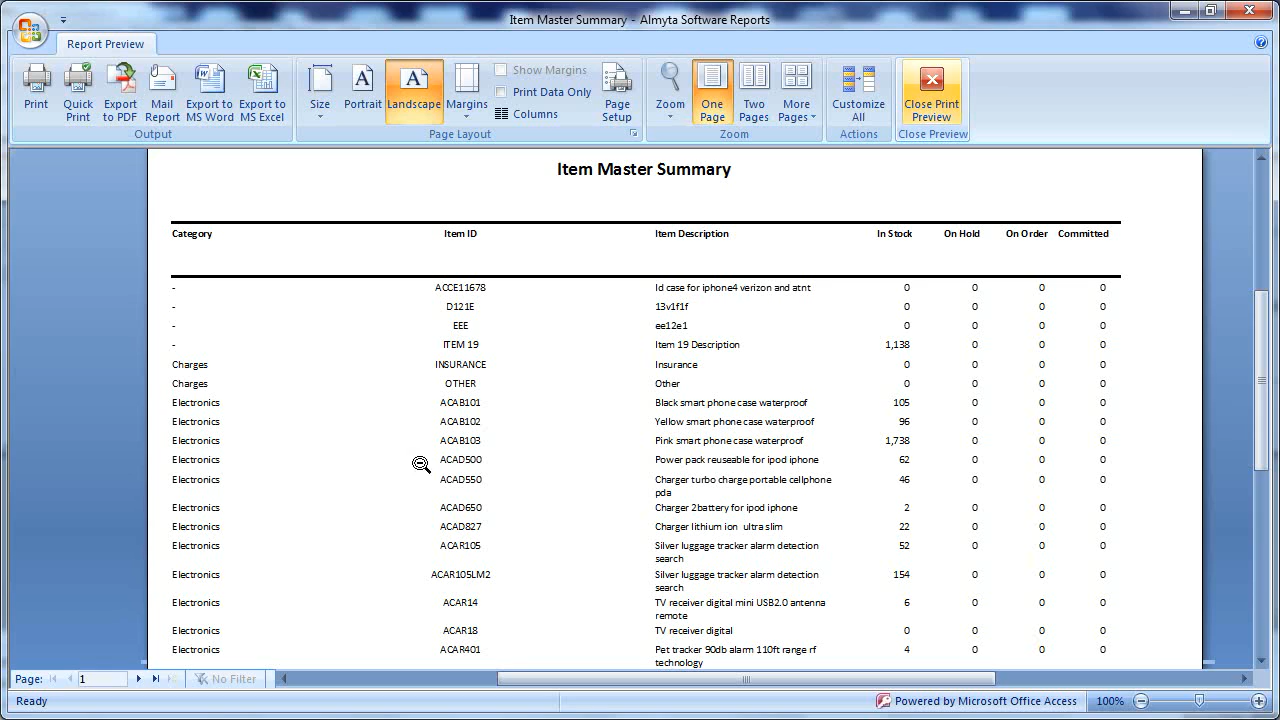 Item Master Summary - Almyta Software Reports
Report Preview
Print
Quick Print
Export to PDF
Mail Report
Export to MS Word
Export to MS Excel
Output
Size
Portrait
Landscape
Margins
Show Margins
Print Data Only
Columns
Page Setup
Page Layout
Zoom
One Page
Two Pages
More Pages
Zoom
Customize All
Actions
Close Print Preview
Close Preview
Item Master Summary
Category Item ID Item Description In Stock On Hold On Order Committed
- ACCE11678 Id case for iphone4 verizon and atnt 0 0 0 0
- D121E 13v1f1f 0 0 0 0
- EEE ee12e1 0 0 0 0
- ITEM 19 Item 19 Description 1,138 0 0 0
Charges INSURANCE Insurance 0 0 0 0
Charges OTHER Other 0 0 0 0
Electronics ACAB101 Black smart phone case waterproof 105 0 0 0
Electronics ACAB102 Yellow smart phone case waterproof 96 0 0 0
Electronics ACAB103 Pink smart phone case waterproof 1,738 0 0 0
Electronics ACAD500 Power pack reuseable for ipod iphone 62 0 0 0
Electronics ACAD550 Charger turbo charge portable cellphone 46 0 0 0
pda
Electronics ACAD650 Charger 2battery for ipod iphone 2 0 0 0
Electronics ACAD827 Charger lithium ion ultra slim 22 0 0 0
Electronics ACAR105 Silver luggage tracker alarm detection 52 0 0 0
search
Electronics ACAR105LM2 Silver luggage tracker alarm detection 154 0 0 0
search
Electronics ACAR14 TV receiver digital mini USB2.0 antenna 6 0 0 0
remote
Electronics ACAR18 TV receiver digital 0 0 0 0
Electronics ACAR401 Pet tracker 90db alarm 110ft range rf 4 0 0 0
technology
Page: 1 No Filter
Ready Powered by Microsoft Office Access 100%